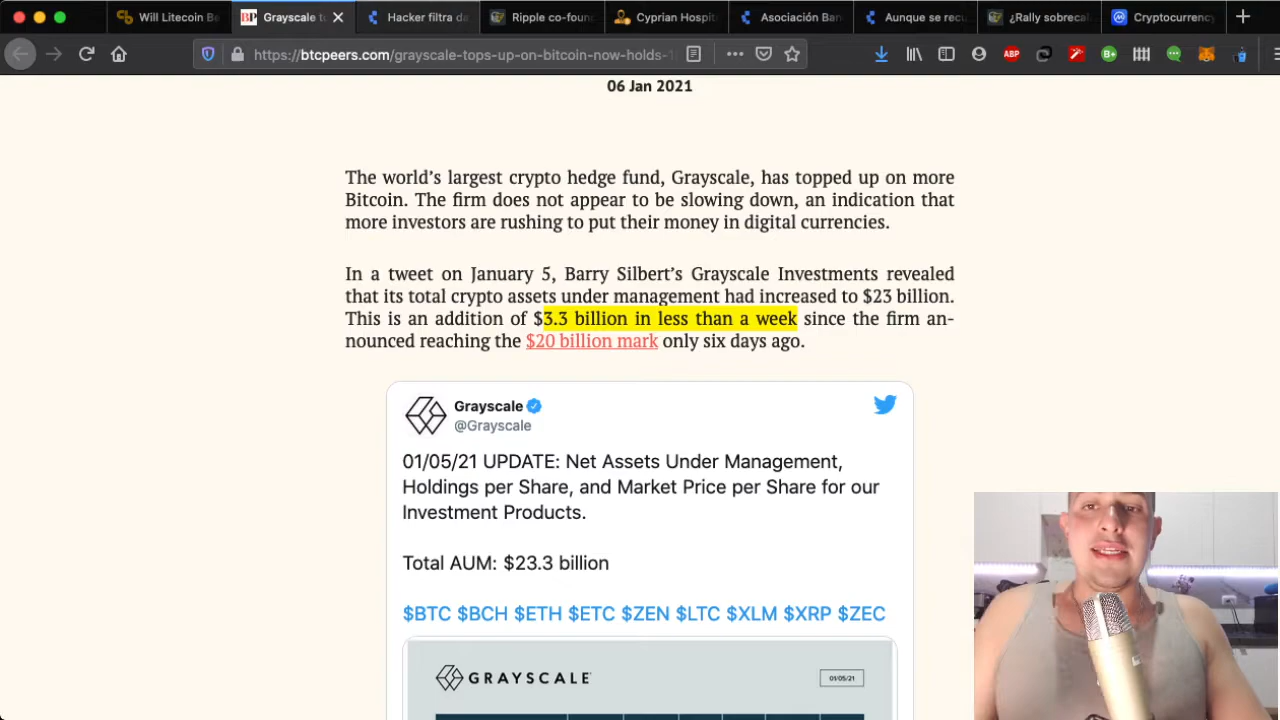 Will Litecoin Be
Grayscale to
Hacker filtra da
Ripple co-foun
Cyprian Hospit
Asociación Ban
Aunque se recu
¿Rally sobrecal
Cryptocurrency
https://btcpeers.com/grayscale-tops-up-on-bitcoin-now-holds-
ABP
06 Jan 2021
The world's largest crypto hedge fund, Grayscale, has topped up on more
Bitcoin. The firm does not appear to be slowing down, an indication that
more investors are rushing to put their money in digital currencies.
In a tweet on January 5, Barry Silbert's Grayscale Investments revealed
that its total crypto assets under management had increased to $23 billion.
This is an addition of $3.3 billion in less than a week since the firm an-
nounced reaching the $20 billion mark only six days ago.
Grayscale
@Grayscale
01/05/21 UPDATE: Net Assets Under Management,
Holdings per Share, and Market Price per Share for our
Investment Products.
Total AUM: $23.3 billion
$BTC $BCH $ETH $ETC $ZEN $LTC $XLM $XRP $ZEC
GRAYSCALE
01/05/21